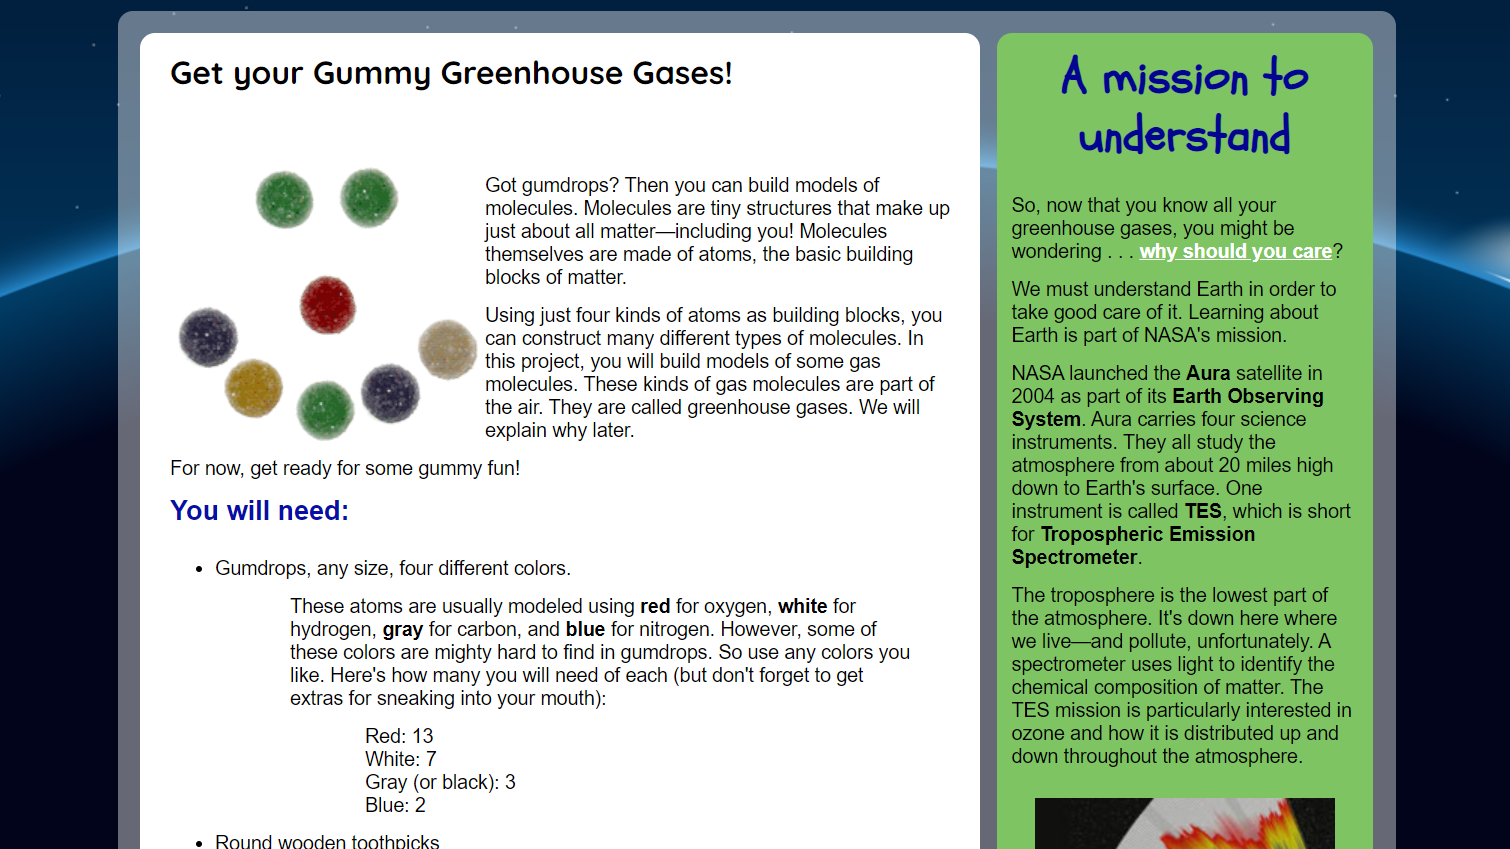 Get your Gummy Greenhouse Gases!
Got gumdrops? Then you can build models of
molecules. Molecules are tiny structures that make up
just about all matter—including you! Molecules
themselves are made of atoms, the basic building
blocks of matter.
Using just four kinds of atoms as building blocks, you
can construct many different types of molecules. In
this project, you will build models of some gas
molecules. These kinds of gas molecules are part of
the air. They are called greenhouse gases. We will
explain why later.
For now, get ready for some gummy fun!
You will need:
• Gumdrops, any size, four different colors.
These atoms are usually modeled using red for oxygen, white for
hydrogen, gray for carbon, and blue for nitrogen. However, some of
these colors are mighty hard to find in gumdrops. So use any colors you
like. Here's how many you will need of each (but don't forget to get
extras for sneaking into your mouth):
Red: 13
White: 7
Gray (or black): 3
Blue: 2
• Round wooden toothpicks
A mission to
understand
So, now that you know all your
greenhouse gases, you might be
wondering . . . why should you care?
We must understand Earth in order to
take good care of it. Learning about
Earth is part of NASA's mission.
NASA launched the Aura satellite in
2004 as part of its Earth Observing
System. Aura carries four science
instruments. They all study the
atmosphere from about 20 miles high
down to Earth's surface. One
instrument is called TES, which is short
for Tropospheric Emission
Spectrometer.
The troposphere is the lowest part of
the atmosphere. It's down here where
we live—and pollute, unfortunately. A
spectrometer uses light to identify the
chemical composition of matter. The
TES mission is particularly interested in
ozone and how it is distributed up and
down throughout the atmosphere.